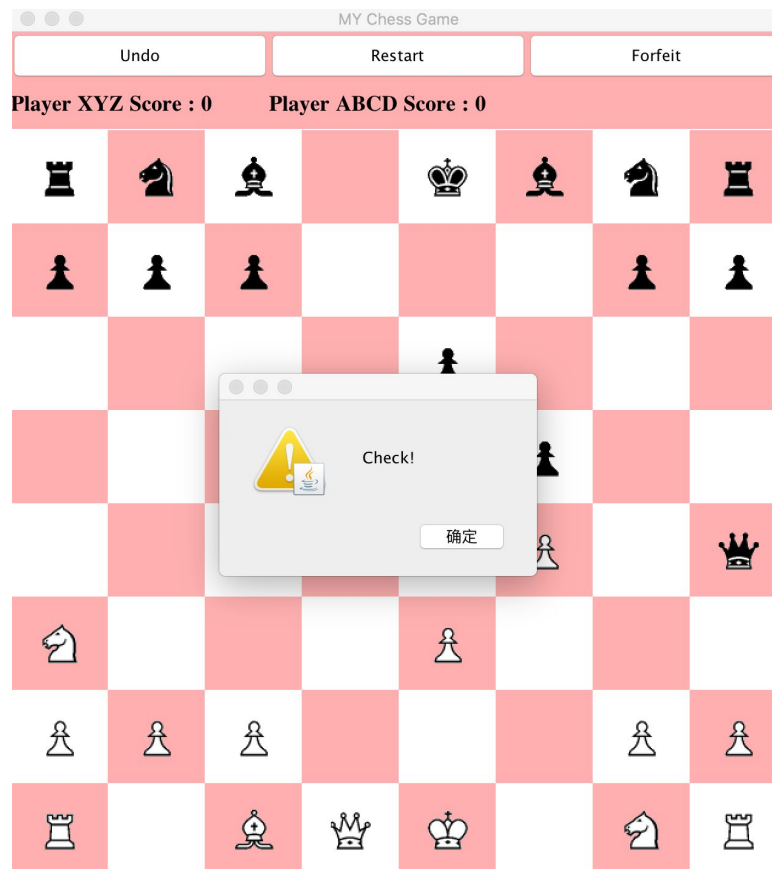 MY Chess Game
Undo Restart Forfeit
Player XYZ Score : 0 Player ABCD Score : 0
Check!
确定